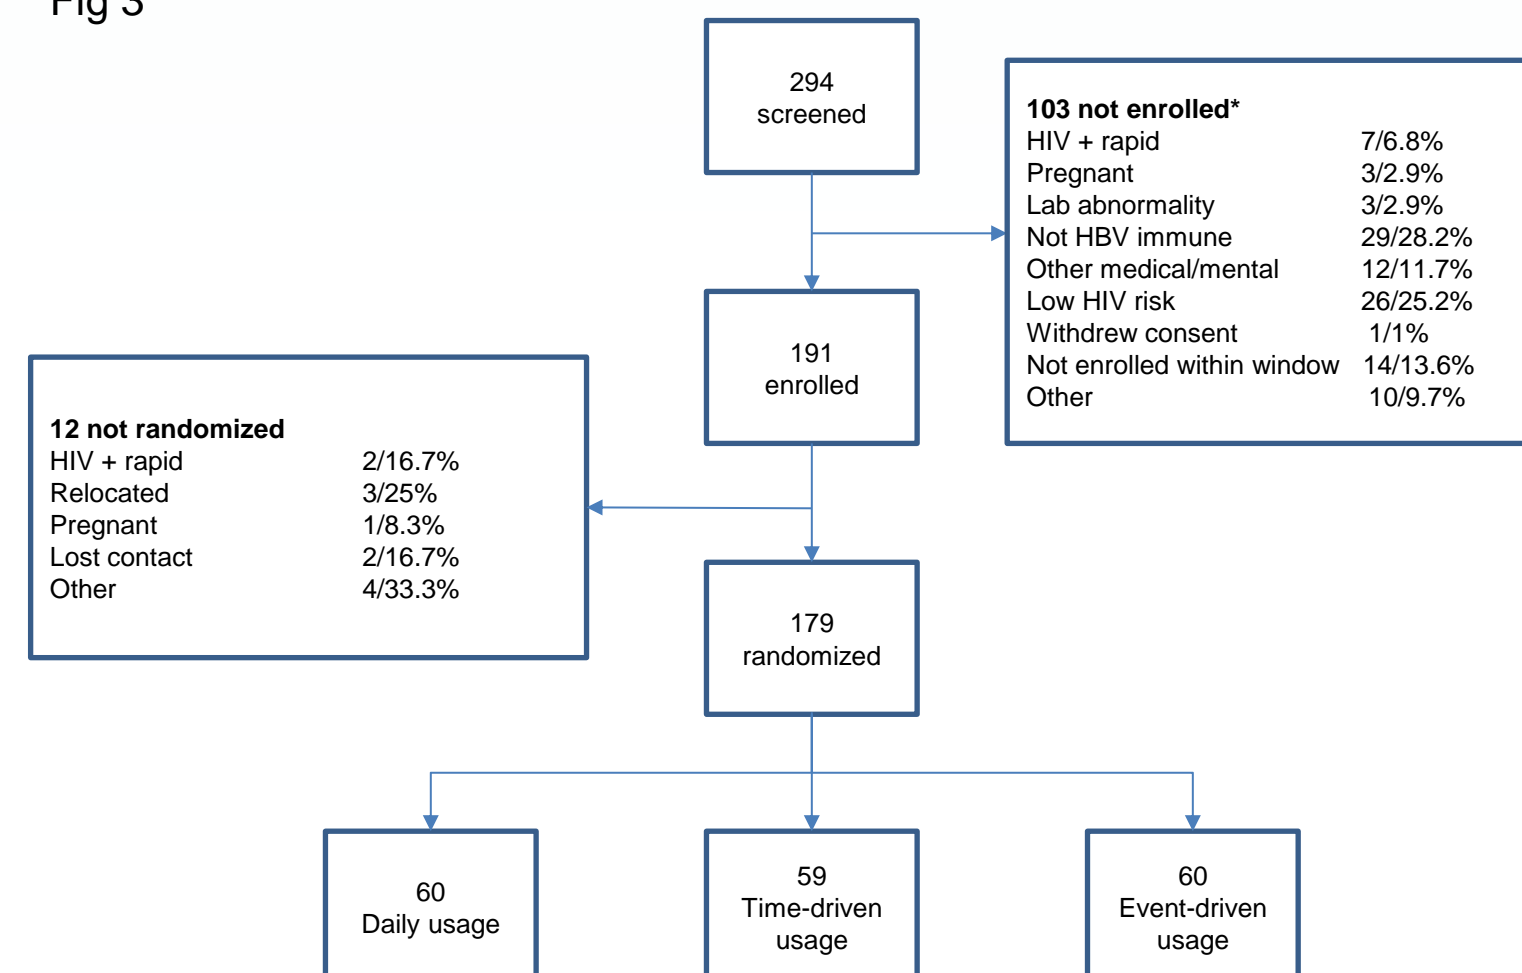 Fig 3
294
screened
103 not enrolled*
HIV + rapid 7/6.8%
Pregnant 3/2.9%
Lab abnormality 3/2.9%
Not HBV immune 29/28.2%
Other medical/mental 12/11.7%
Low HIV risk 26/25.2%
Withdrew consent 1/1%
Not enrolled within window 14/13.6%
Other 10/9.7%
191
enrolled
12 not randomized
HIV + rapid 2/16.7%
Relocated 3/25%
Pregnant 1/8.3%
Lost contact 2/16.7%
Other 4/33.3%
179
randomized
60
Daily usage
59
Time-driven
usage
60
Event-driven
usage